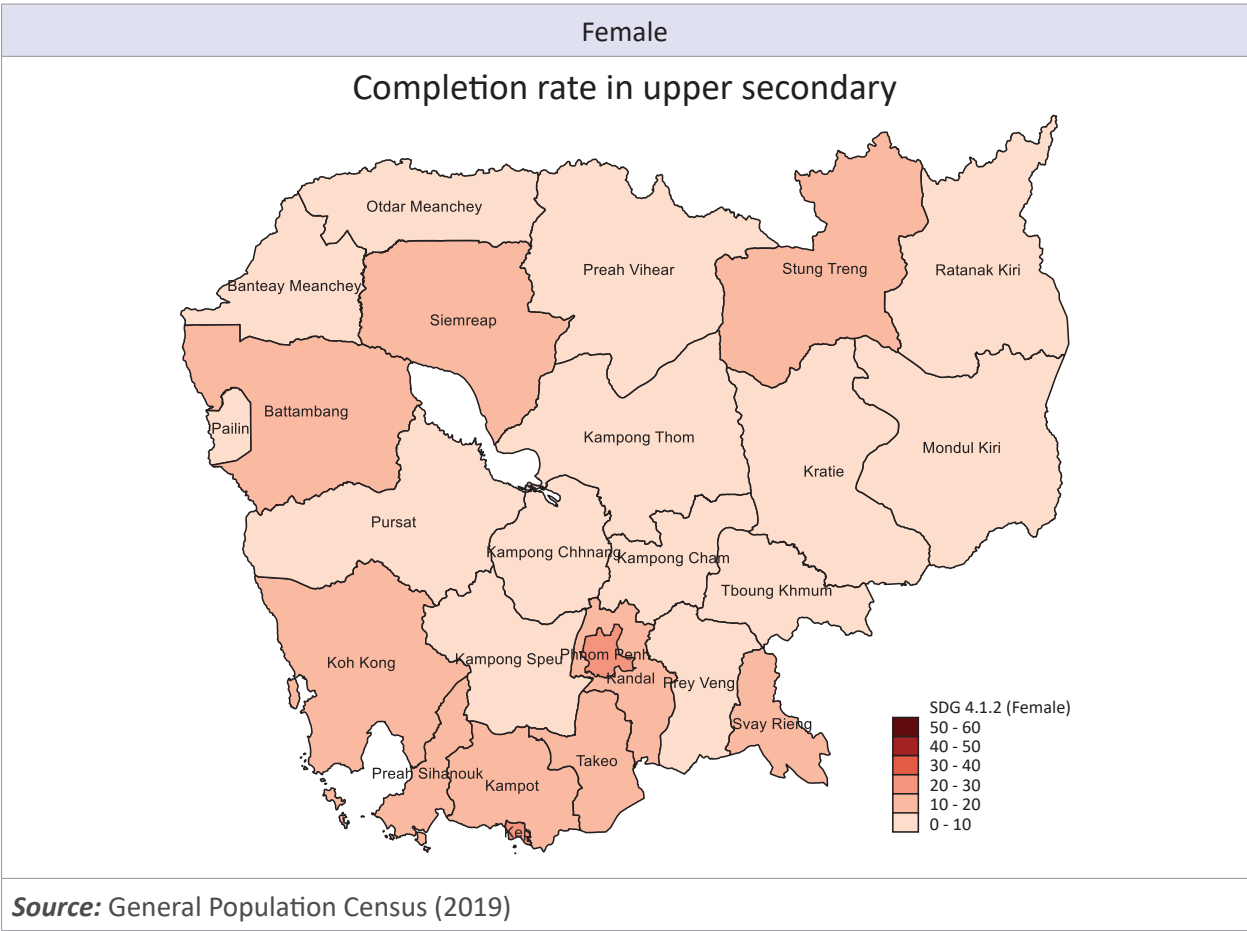 Female
Completion rate in upper secondary
Otdar Meanchey
Preah Vihear
Stung Treng
Ratanak Kiri
Banteay Meanchey
Siemreap
Battambang
Pailin
Kampong Thom
Mondul Kiri
Kratie
Pursat
Kampong Chhnang
Kampong Cham
Tboung Khmum
Koh Kong
Kampong Speu
Phnom Penh
Kandal
Prey Veng
Svay Rieng
Takeo
Preah Sihanouk
Kampot
Kep
SDG 4.1.2 (Female)
50 - 60
40 - 50
30 - 40
20 - 30
10 - 20
0 - 10
Source: General Population Census (2019)